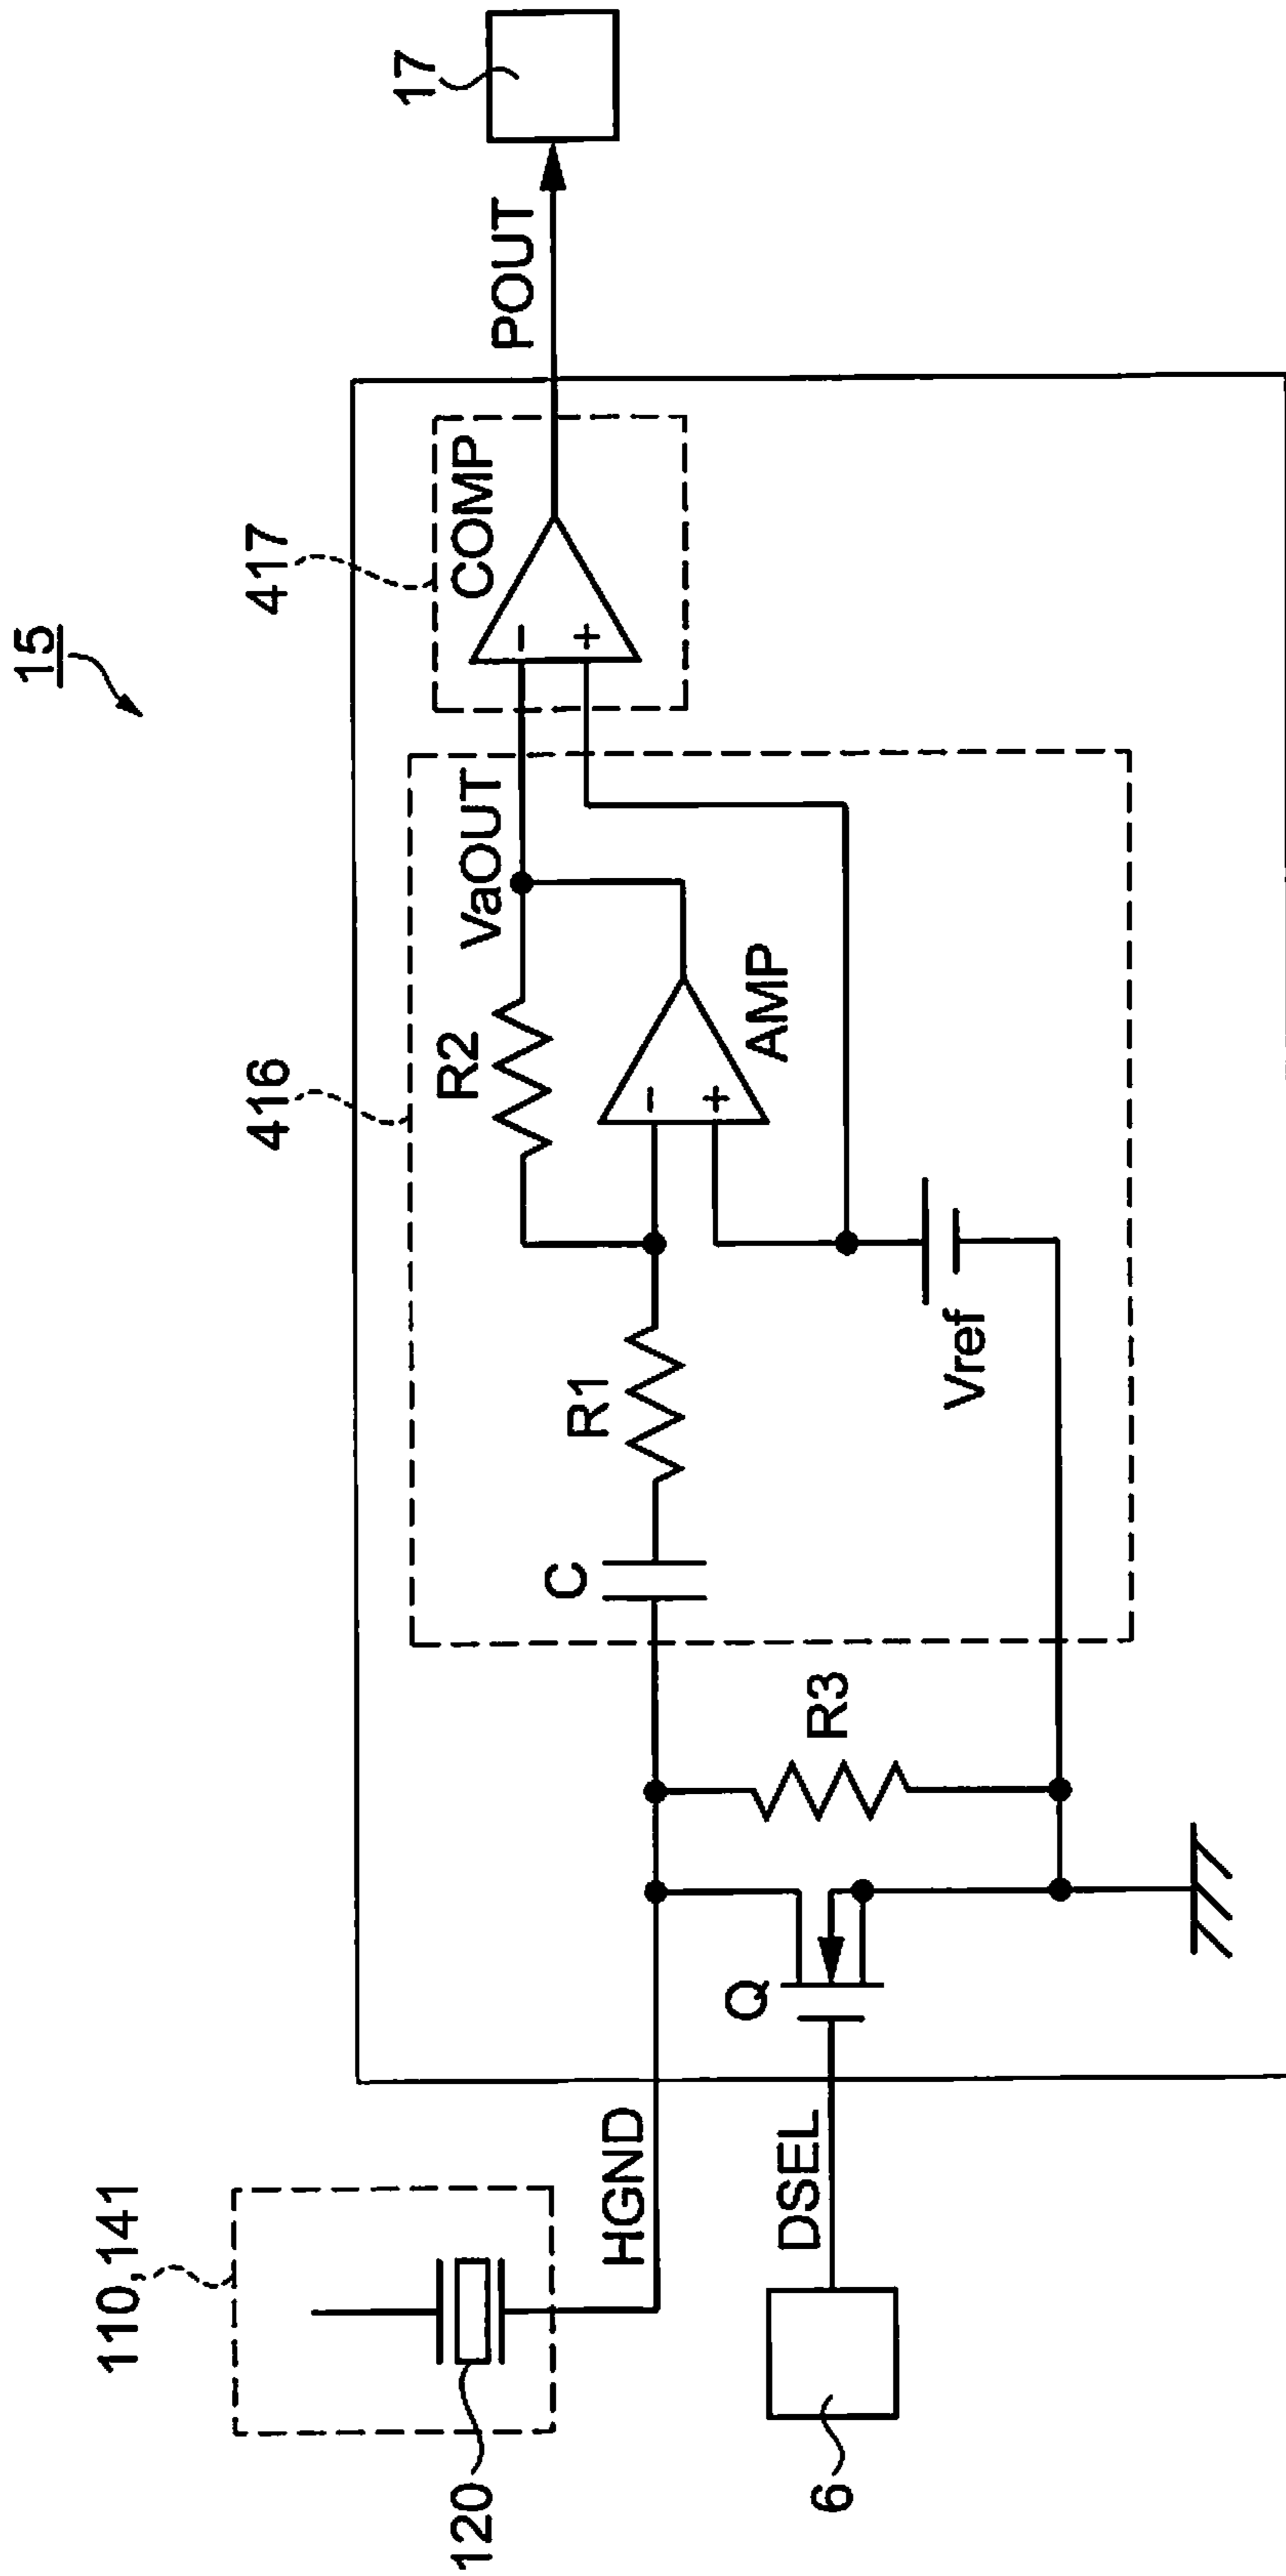 15
110,141
120
HGND
DSEL
6
Q
R3
416
C
R1
R2
-
+
AMP
Vref
VaOUT
417
COMP
-
+
POUT
17